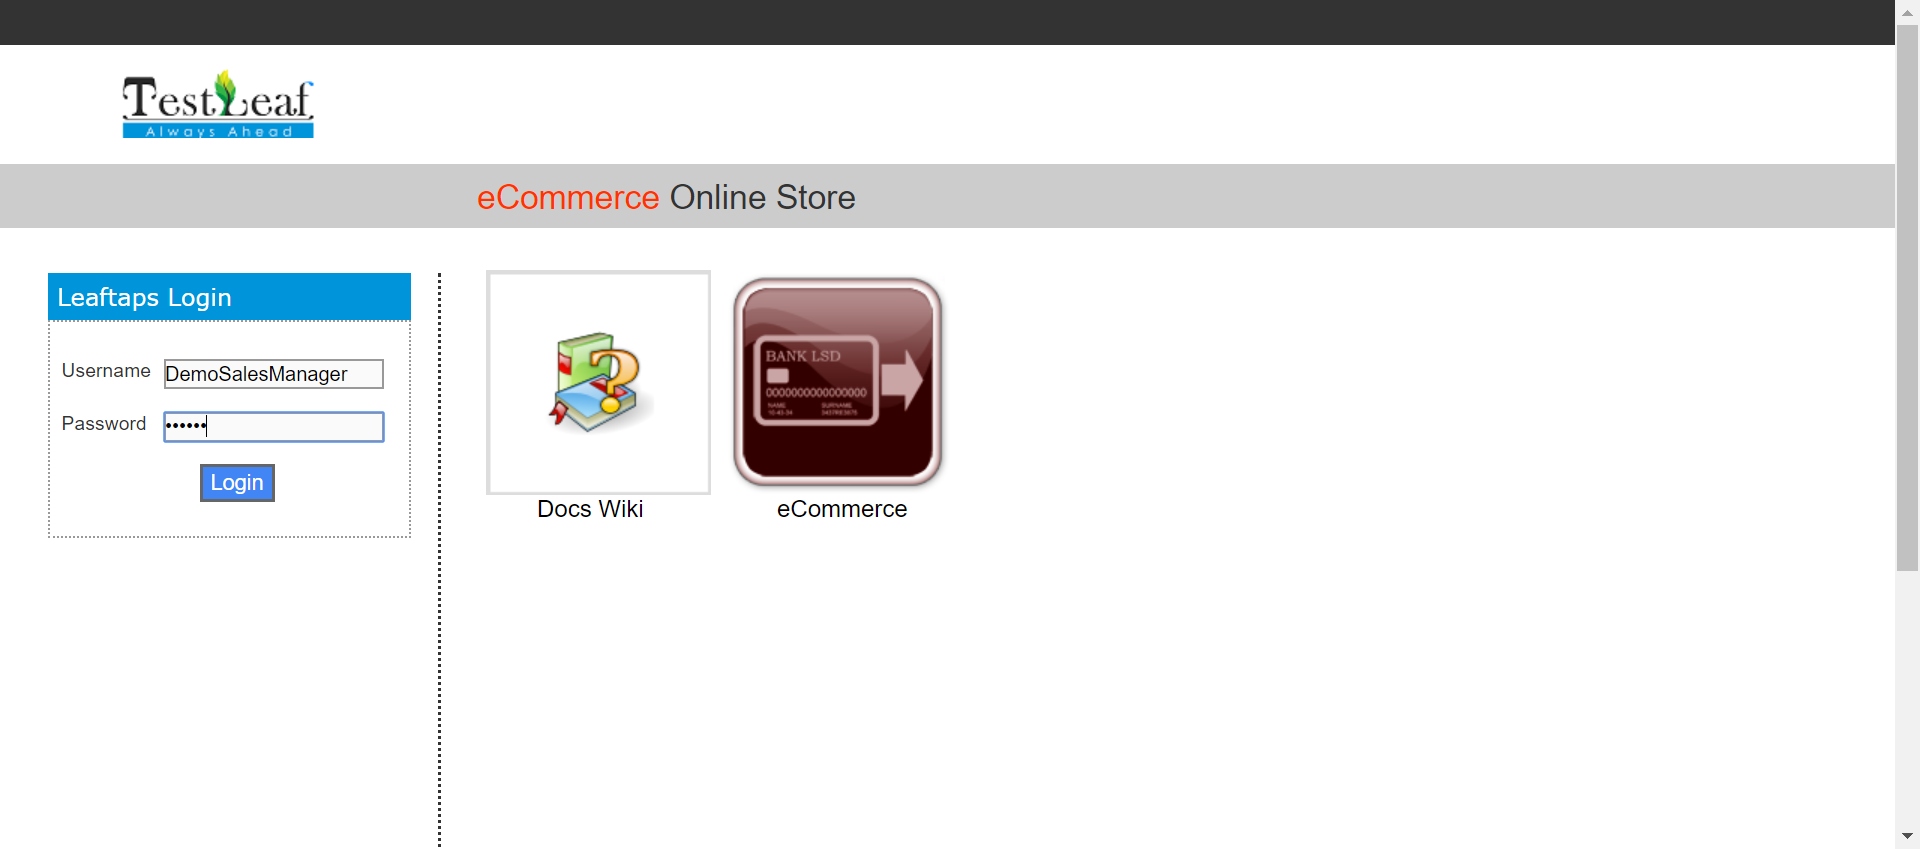 TestLeaf
Always Ahead
eCommerce Online Store
Leaftaps Login
Username DemoSalesManager
Password ••••••
Login
BANK LSD
0000000000000000
NAME SURNAME
Docs Wiki
eCommerce